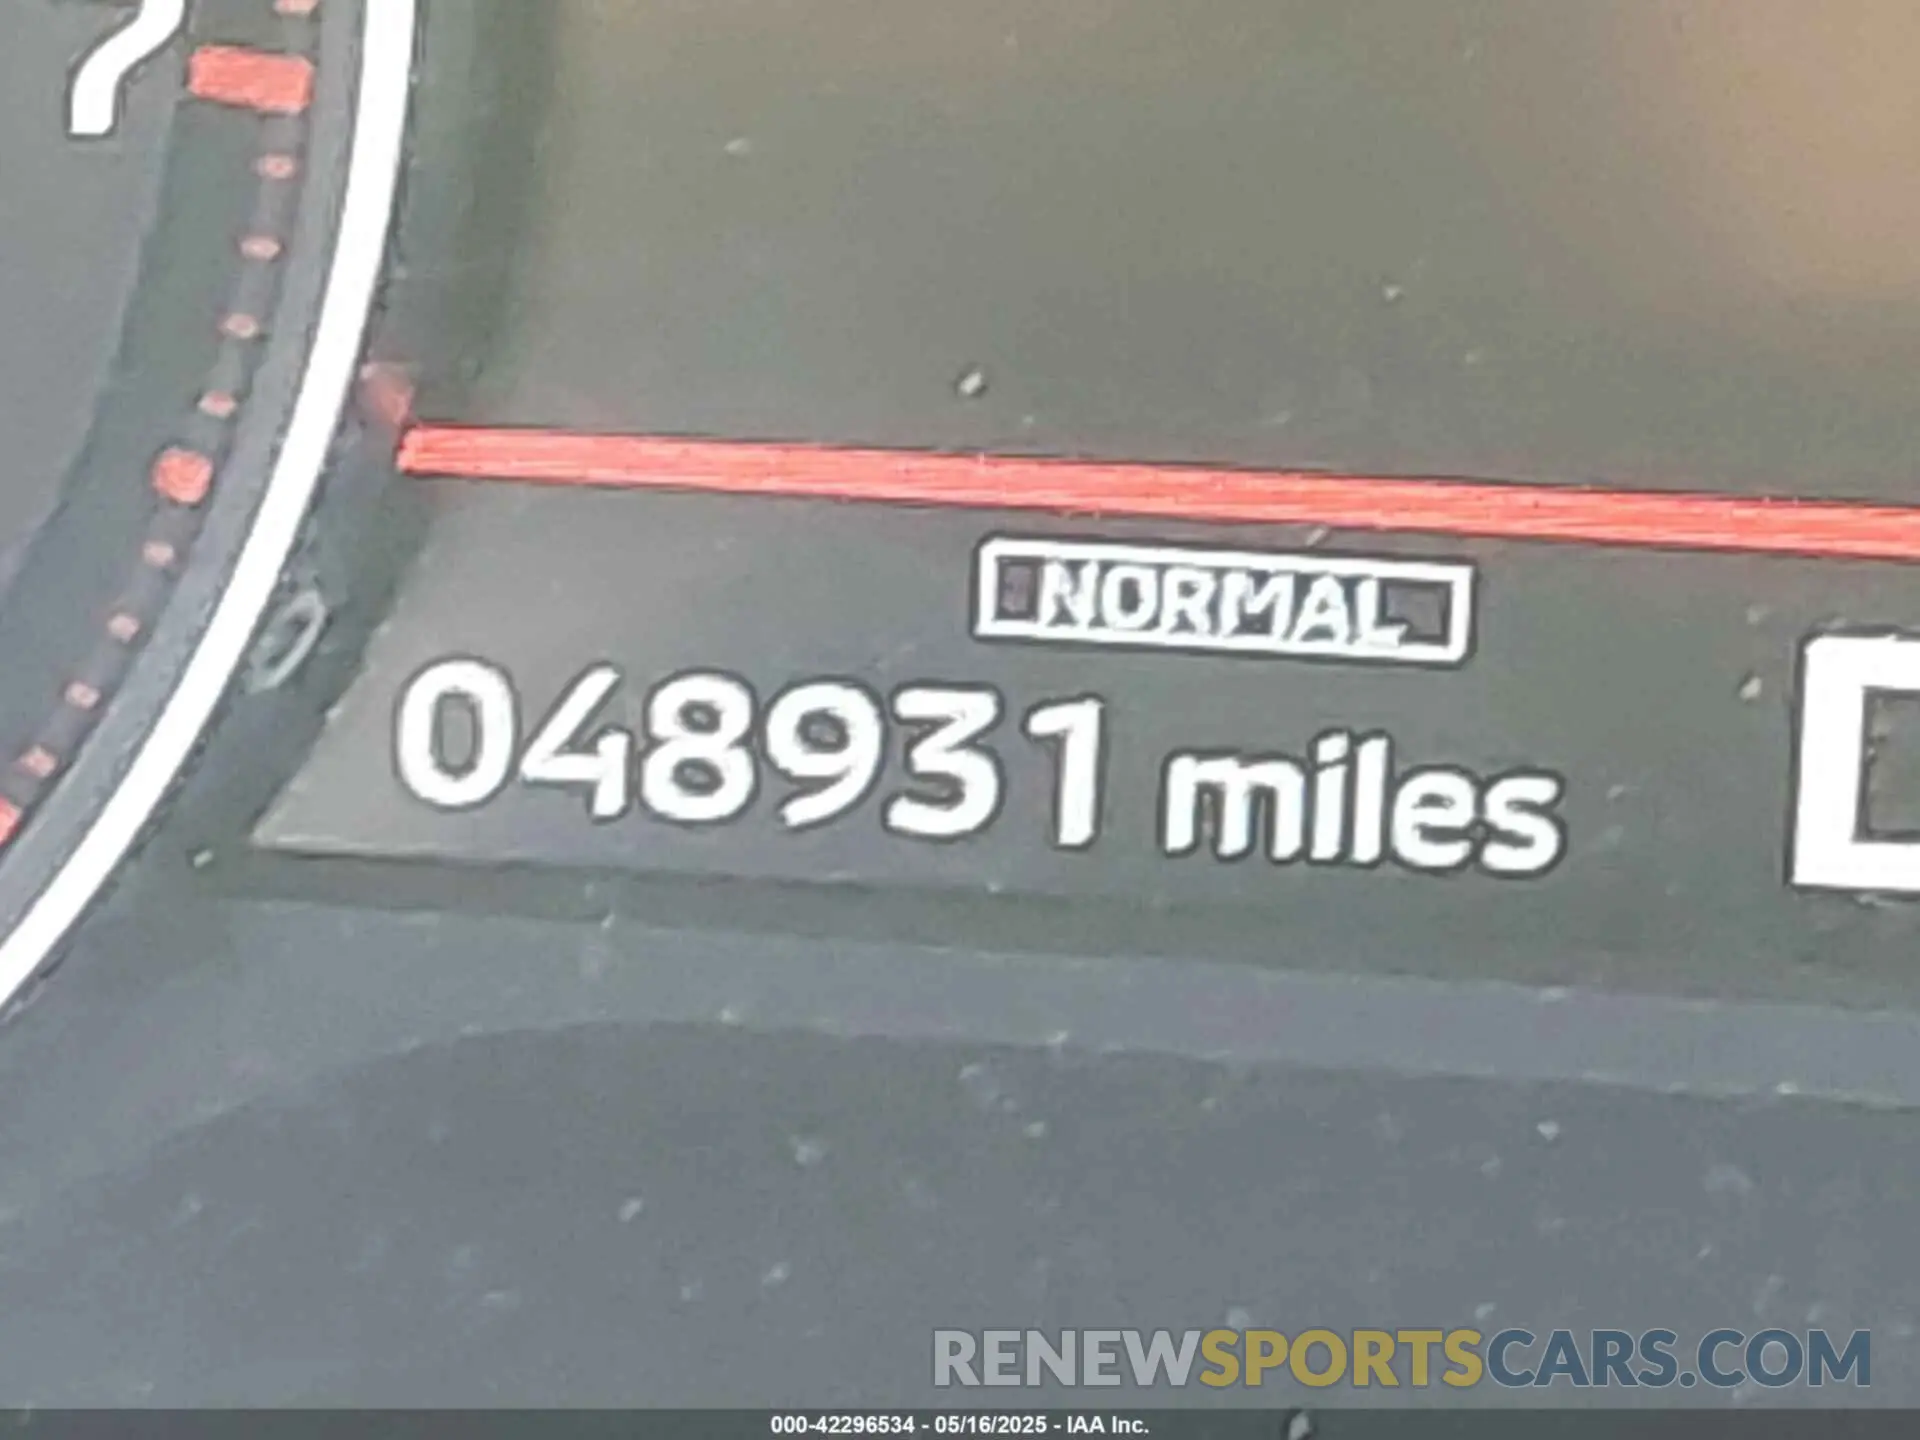 NORMAL
048931 miles
RENEWSPORTSCARS.COM
000-42296534 - 05/16/2025 - IAA Inc.